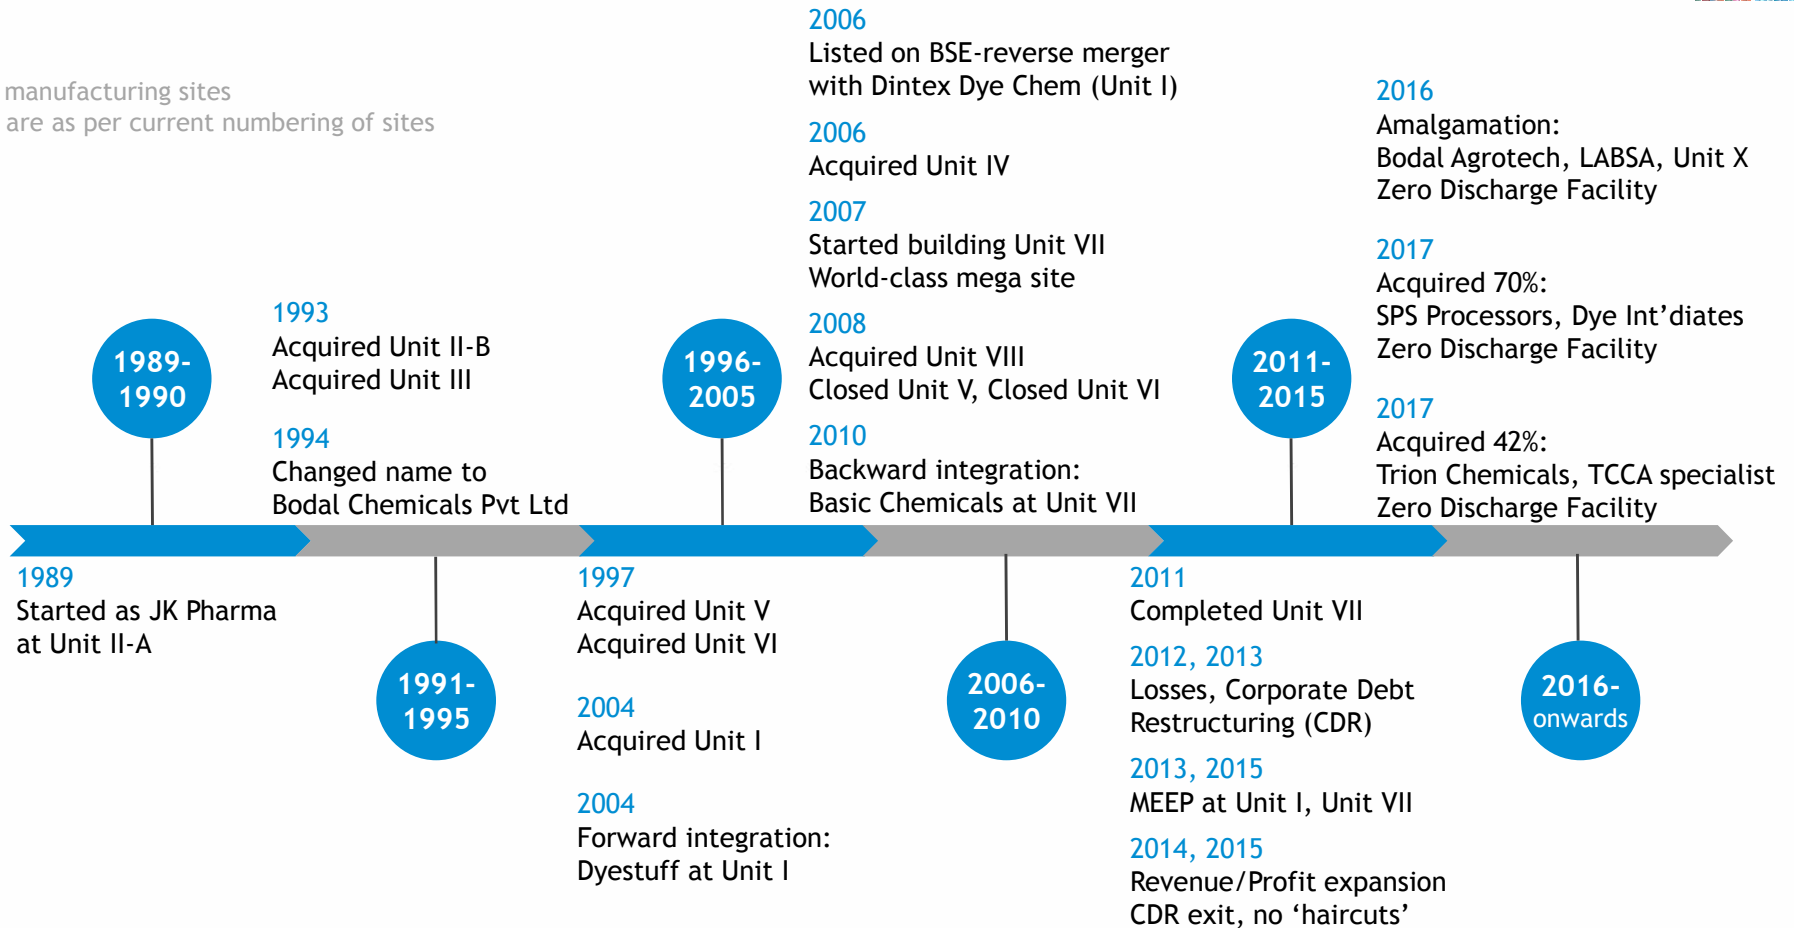 manufacturing sites
are as per current numbering of sites
1989-
1990
1989
Started as JK Pharma
at Unit II-A
1991-
1995
1993
Acquired Unit II-B
Acquired Unit III
1994
Changed name to
Bodal Chemicals Pvt Ltd
1996-
2005
1997
Acquired Unit V
Acquired Unit VI
2004
Acquired Unit I
2004
Forward integration:
Dyestuff at Unit I
2006-
2010
2006
Listed on BSE-reverse merger
with Dintex Dye Chem (Unit I)
2006
Acquired Unit IV
2007
Started building Unit VII
World-class mega site
2008
Acquired Unit VIII
Closed Unit V, Closed Unit VI
2010
Backward integration:
Basic Chemicals at Unit VII
2011-
2015
2011
Completed Unit VII
2012, 2013
Losses, Corporate Debt
Restructuring (CDR)
2013, 2015
MEEP at Unit I, Unit VII
2014, 2015
Revenue/Profit expansion
CDR exit, no ‘haircuts’
2016-
onwards
2016
Amalgamation:
Bodal Agrotech, LABSA, Unit X
Zero Discharge Facility
2017
Acquired 70%:
SPS Processors, Dye Int’diates
Zero Discharge Facility
2017
Acquired 42%:
Trion Chemicals, TCCA specialist
Zero Discharge Facility